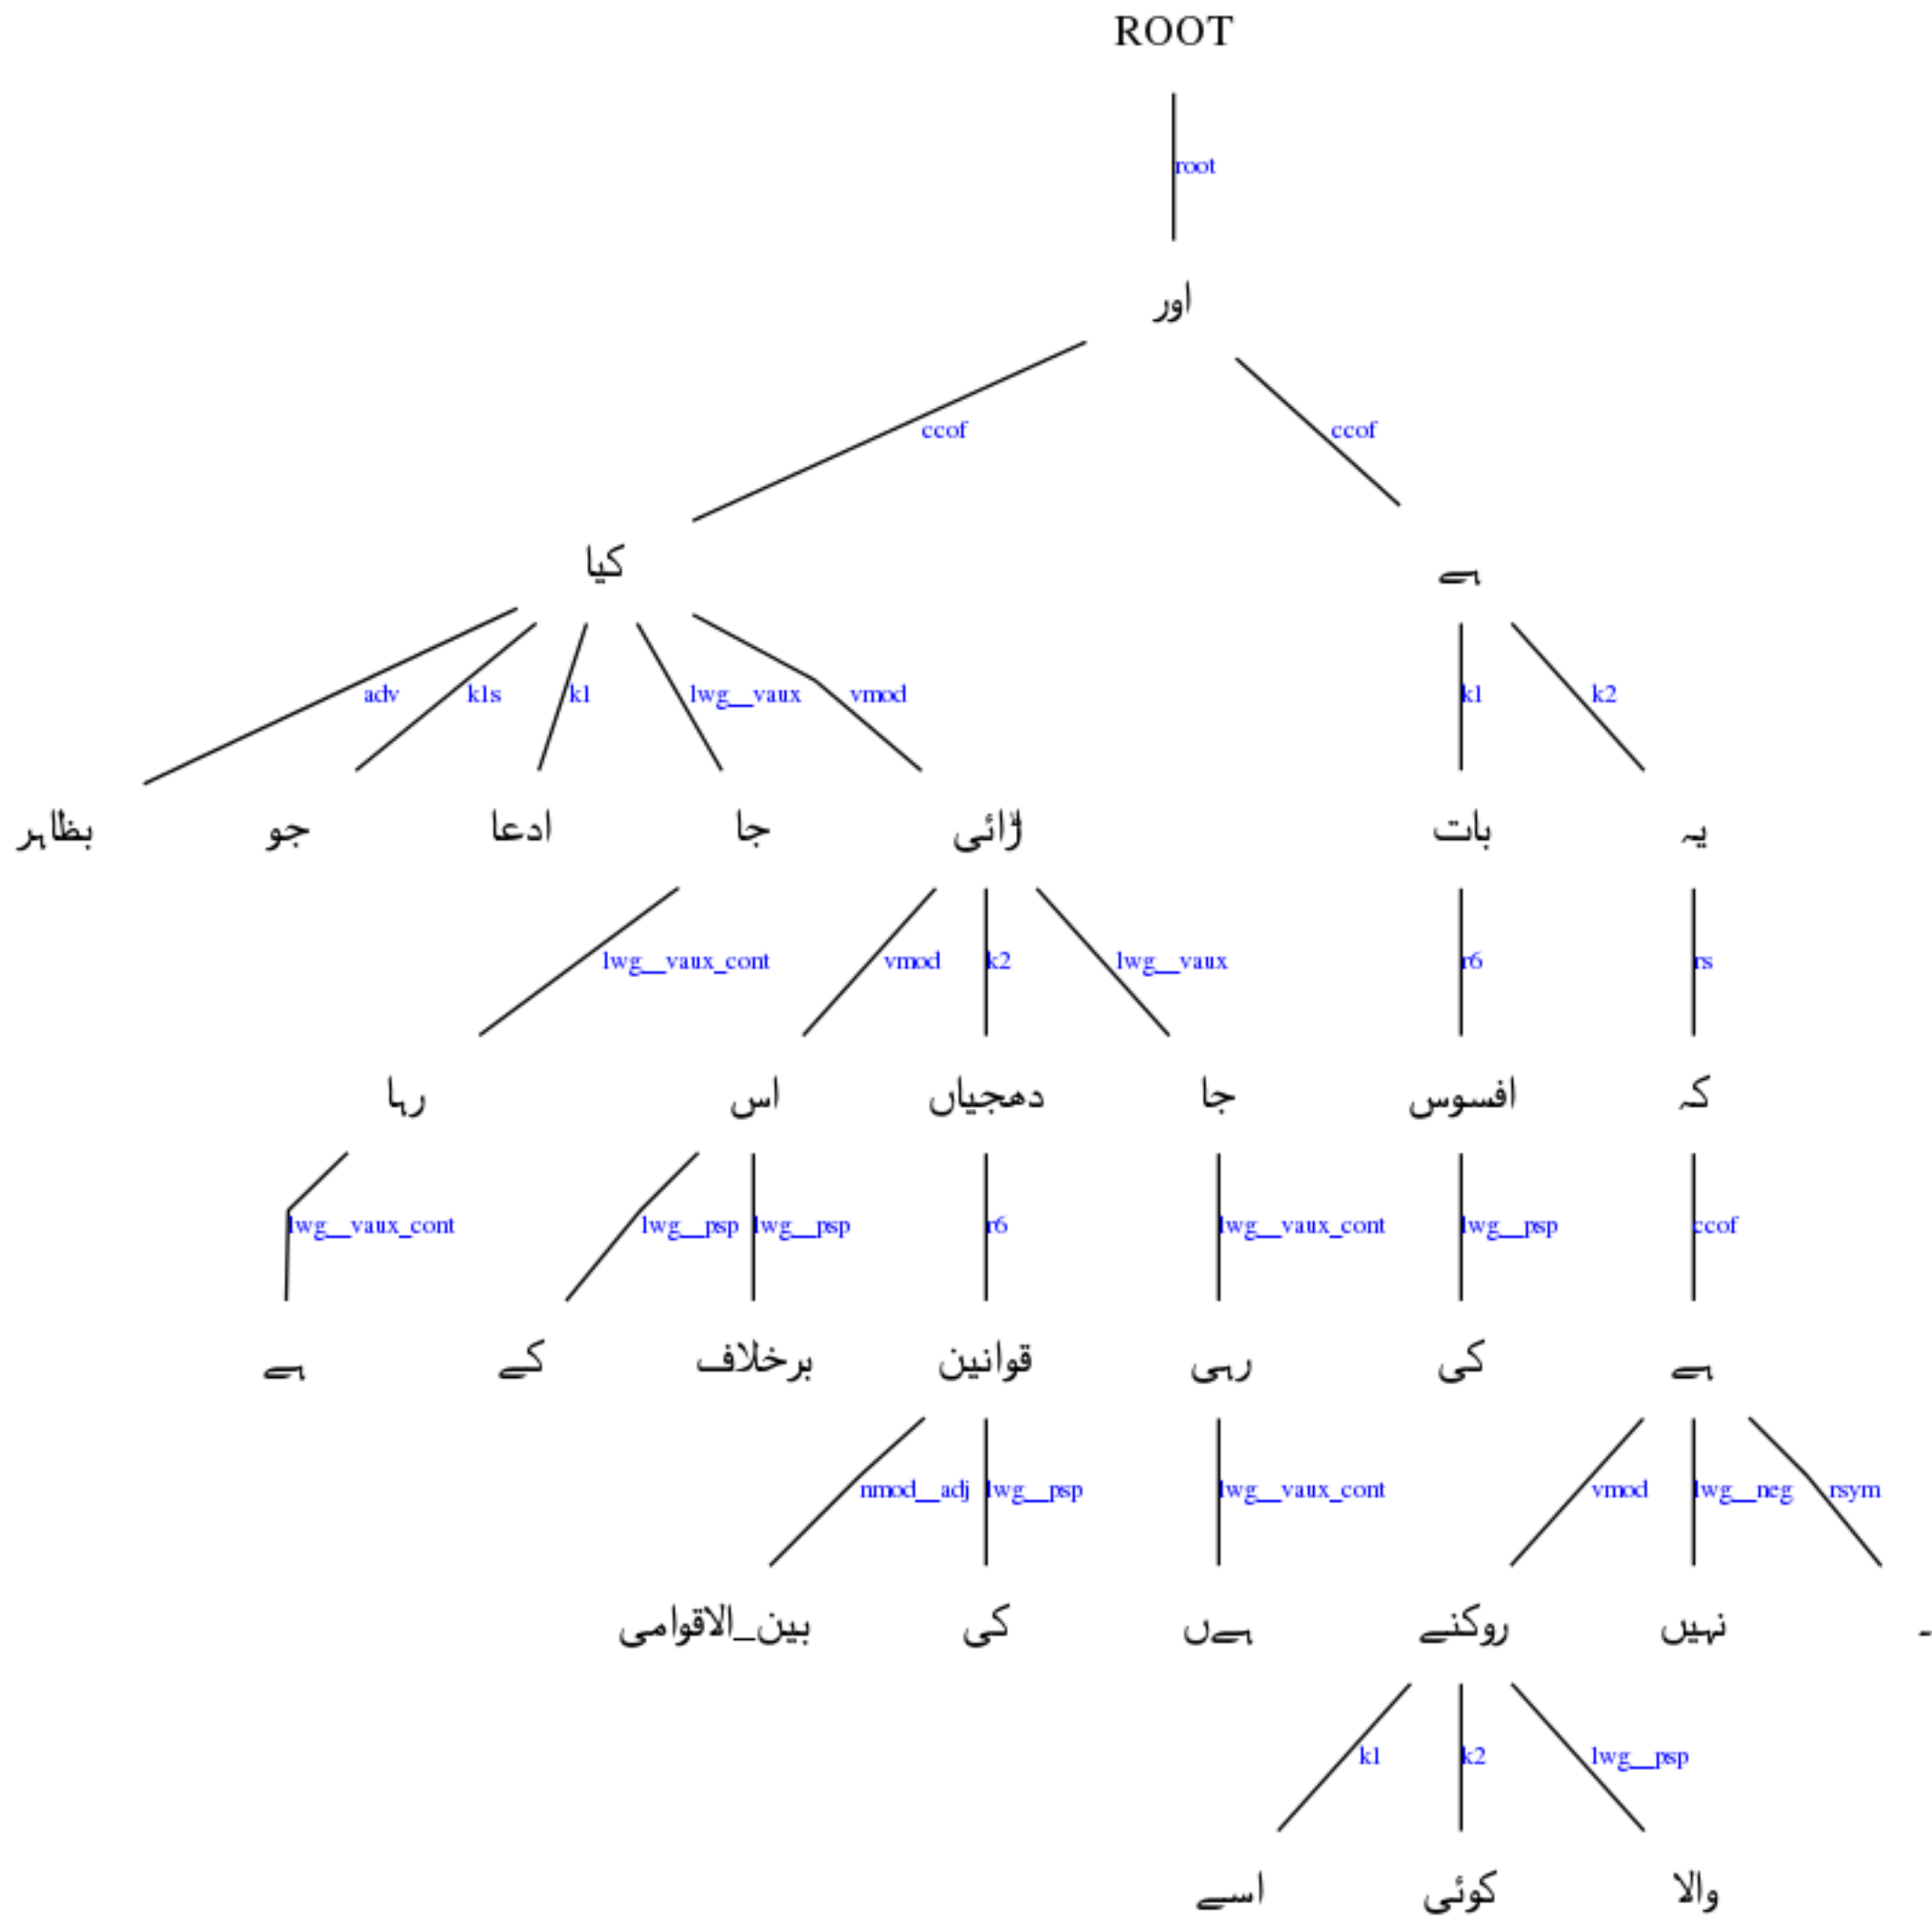 ROOT
root
اور
ccof ccof
کیا ہے
adv k1s k1 lwg__vaux vmod k1 k2
بظاہر جو ادعا جا ڑائی بات یہ
lwg__vaux_cont vmod k2 lwg__vaux r6 rs
رہا اس دھجیاں جا افسوس کہ
lwg__vaux_cont lwg__psp lwg__psp r6 lwg__vaux_cont lwg__psp ccof
ہے کے برخلاف قوانین رہی کی ہے
nmod__adj lwg__psp lwg__vaux_cont vmod lwg__neg rsym
بین_الاقوامی کی ہےں روکنے نہیں ۔
k1 k2 lwg__psp
اسے کوئی والا